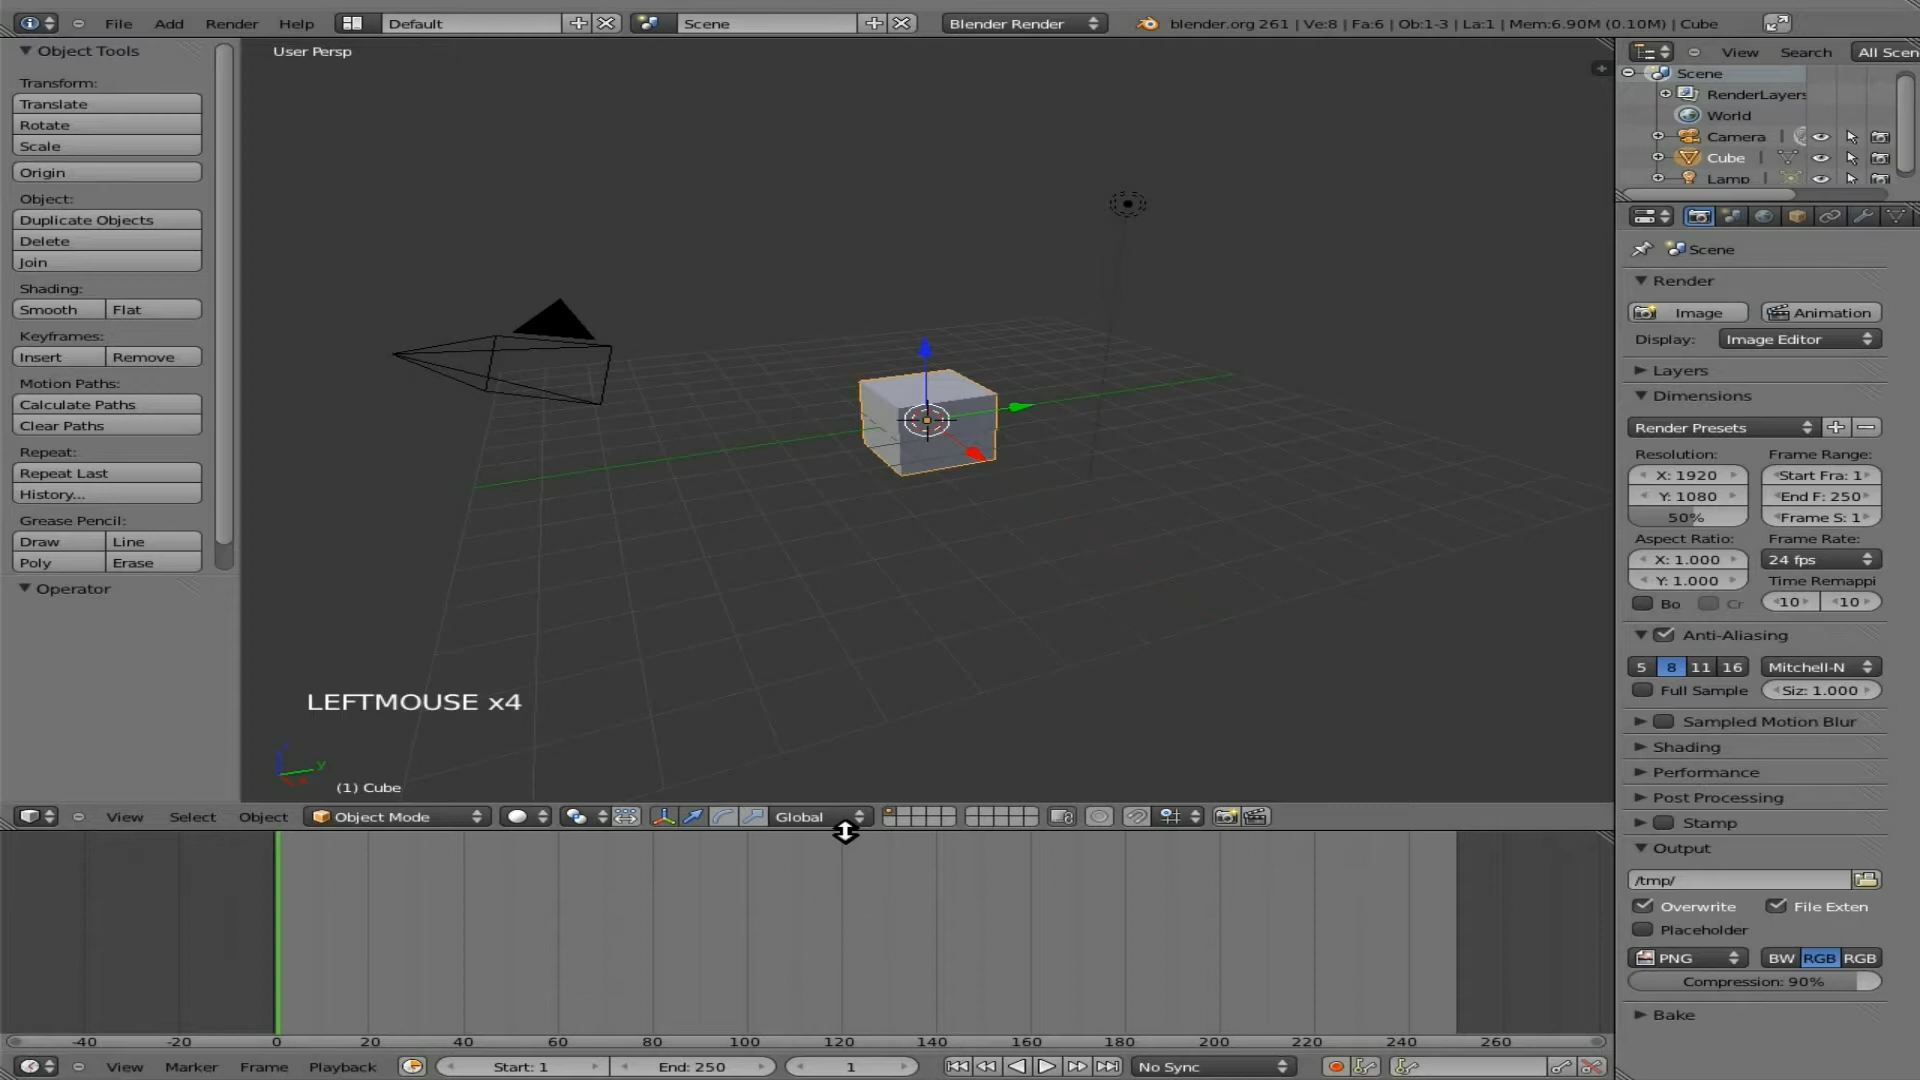 File Add Render Help Default Scene Blender Render blender.org 261 | Ve:8 | Fa:6 | Ob:1-3 | La:1 | Mem:6.90M (0.10M) | Cube
Object Tools
Transform:
Translate
Rotate
Scale
Origin
Object:
Duplicate Objects
Delete
Join
Shading:
Smooth Flat
Keyframes:
Insert Remove
Motion Paths:
Calculate Paths
Clear Paths
Repeat:
Repeat Last
History...
Grease Pencil:
Draw Line
Poly Erase
Operator
User Persp
LEFTMOUSE x4
y
(1) Cube
View Select Object Object Mode Global
-40 -20 0 20 40 60 80 100 120 140 160 180 200 220 240 260
View Marker Frame Playback Start: 1 End: 250 1 No Sync
View Search All Scen
Scene
RenderLayers
World
Camera
Cube
Lamp
Scene
Render
Image Animation
Display: Image Editor
Layers
Dimensions
Render Presets
Resolution: Frame Range:
X: 1920 Start Fra: 1
Y: 1080 End F: 250
50% Frame S: 1
Aspect Ratio: Frame Rate:
X: 1.000 24 fps
Y: 1.000 Time Remappi
Bo Cr 10 10
Anti-Aliasing
5 8 11 16 Mitchell-N
Full Sample Siz: 1.000
Sampled Motion Blur
Shading
Performance
Post Processing
Stamp
Output
/tmp/
Overwrite File Exten
Placeholder
PNG BW RGB RGB
Compression: 90%
Bake